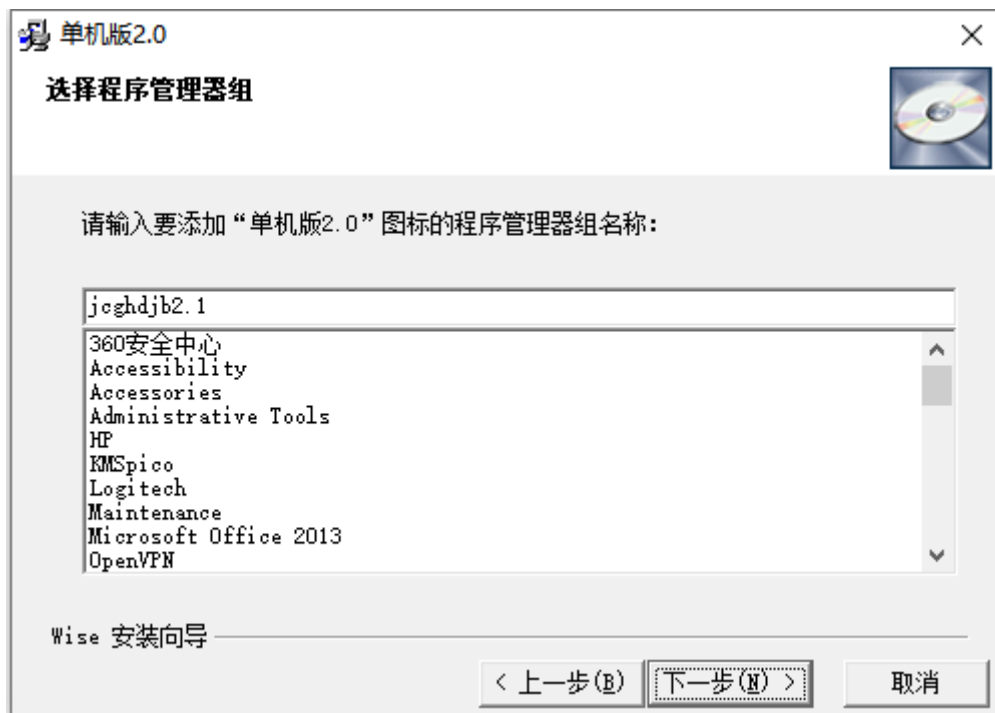 单机版2.0
选择程序管理器组
请输入要添加“单机版2.0”图标的程序管理器组名称:
jcghdjb2.1
360安全中心
Accessibility
Accessories
Administrative Tools
HP
KMSpico
Logitech
Maintenance
Microsoft Office 2013
OpenVPN
Wise 安装向导
< 上一步(B)
下一步(N) >
取消